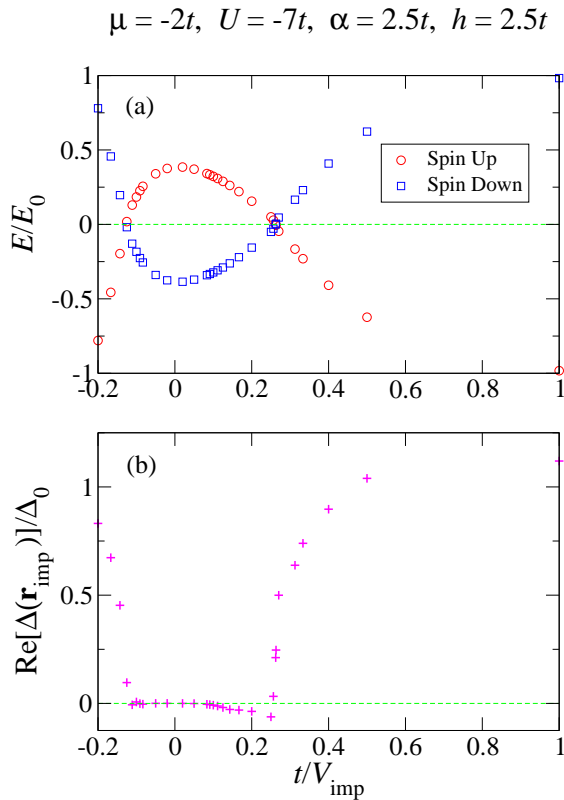 μ = -2t, U = -7t, α = 2.5t, h = 2.5t
(a)
1
0.5
0
-0.5
-1
E/E₀
Spin Up
Spin Down
-0.2 0 0.2 0.4 0.6 0.8 1
(b)
1
0.5
0
Re[Δ(r_imp)]/Δ₀
-0.2 0 0.2 0.4 0.6 0.8 1
t/V_imp